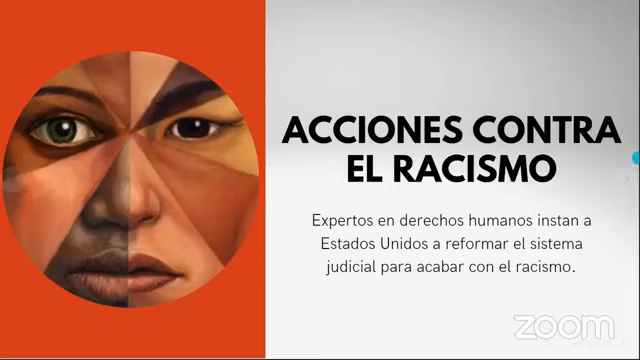 ACCIONES CONTRA
EL RACISMO
Expertos en derechos humanos instan a
Estados Unidos a reformar el sistema
judicial para acabar con el racismo.
zoom